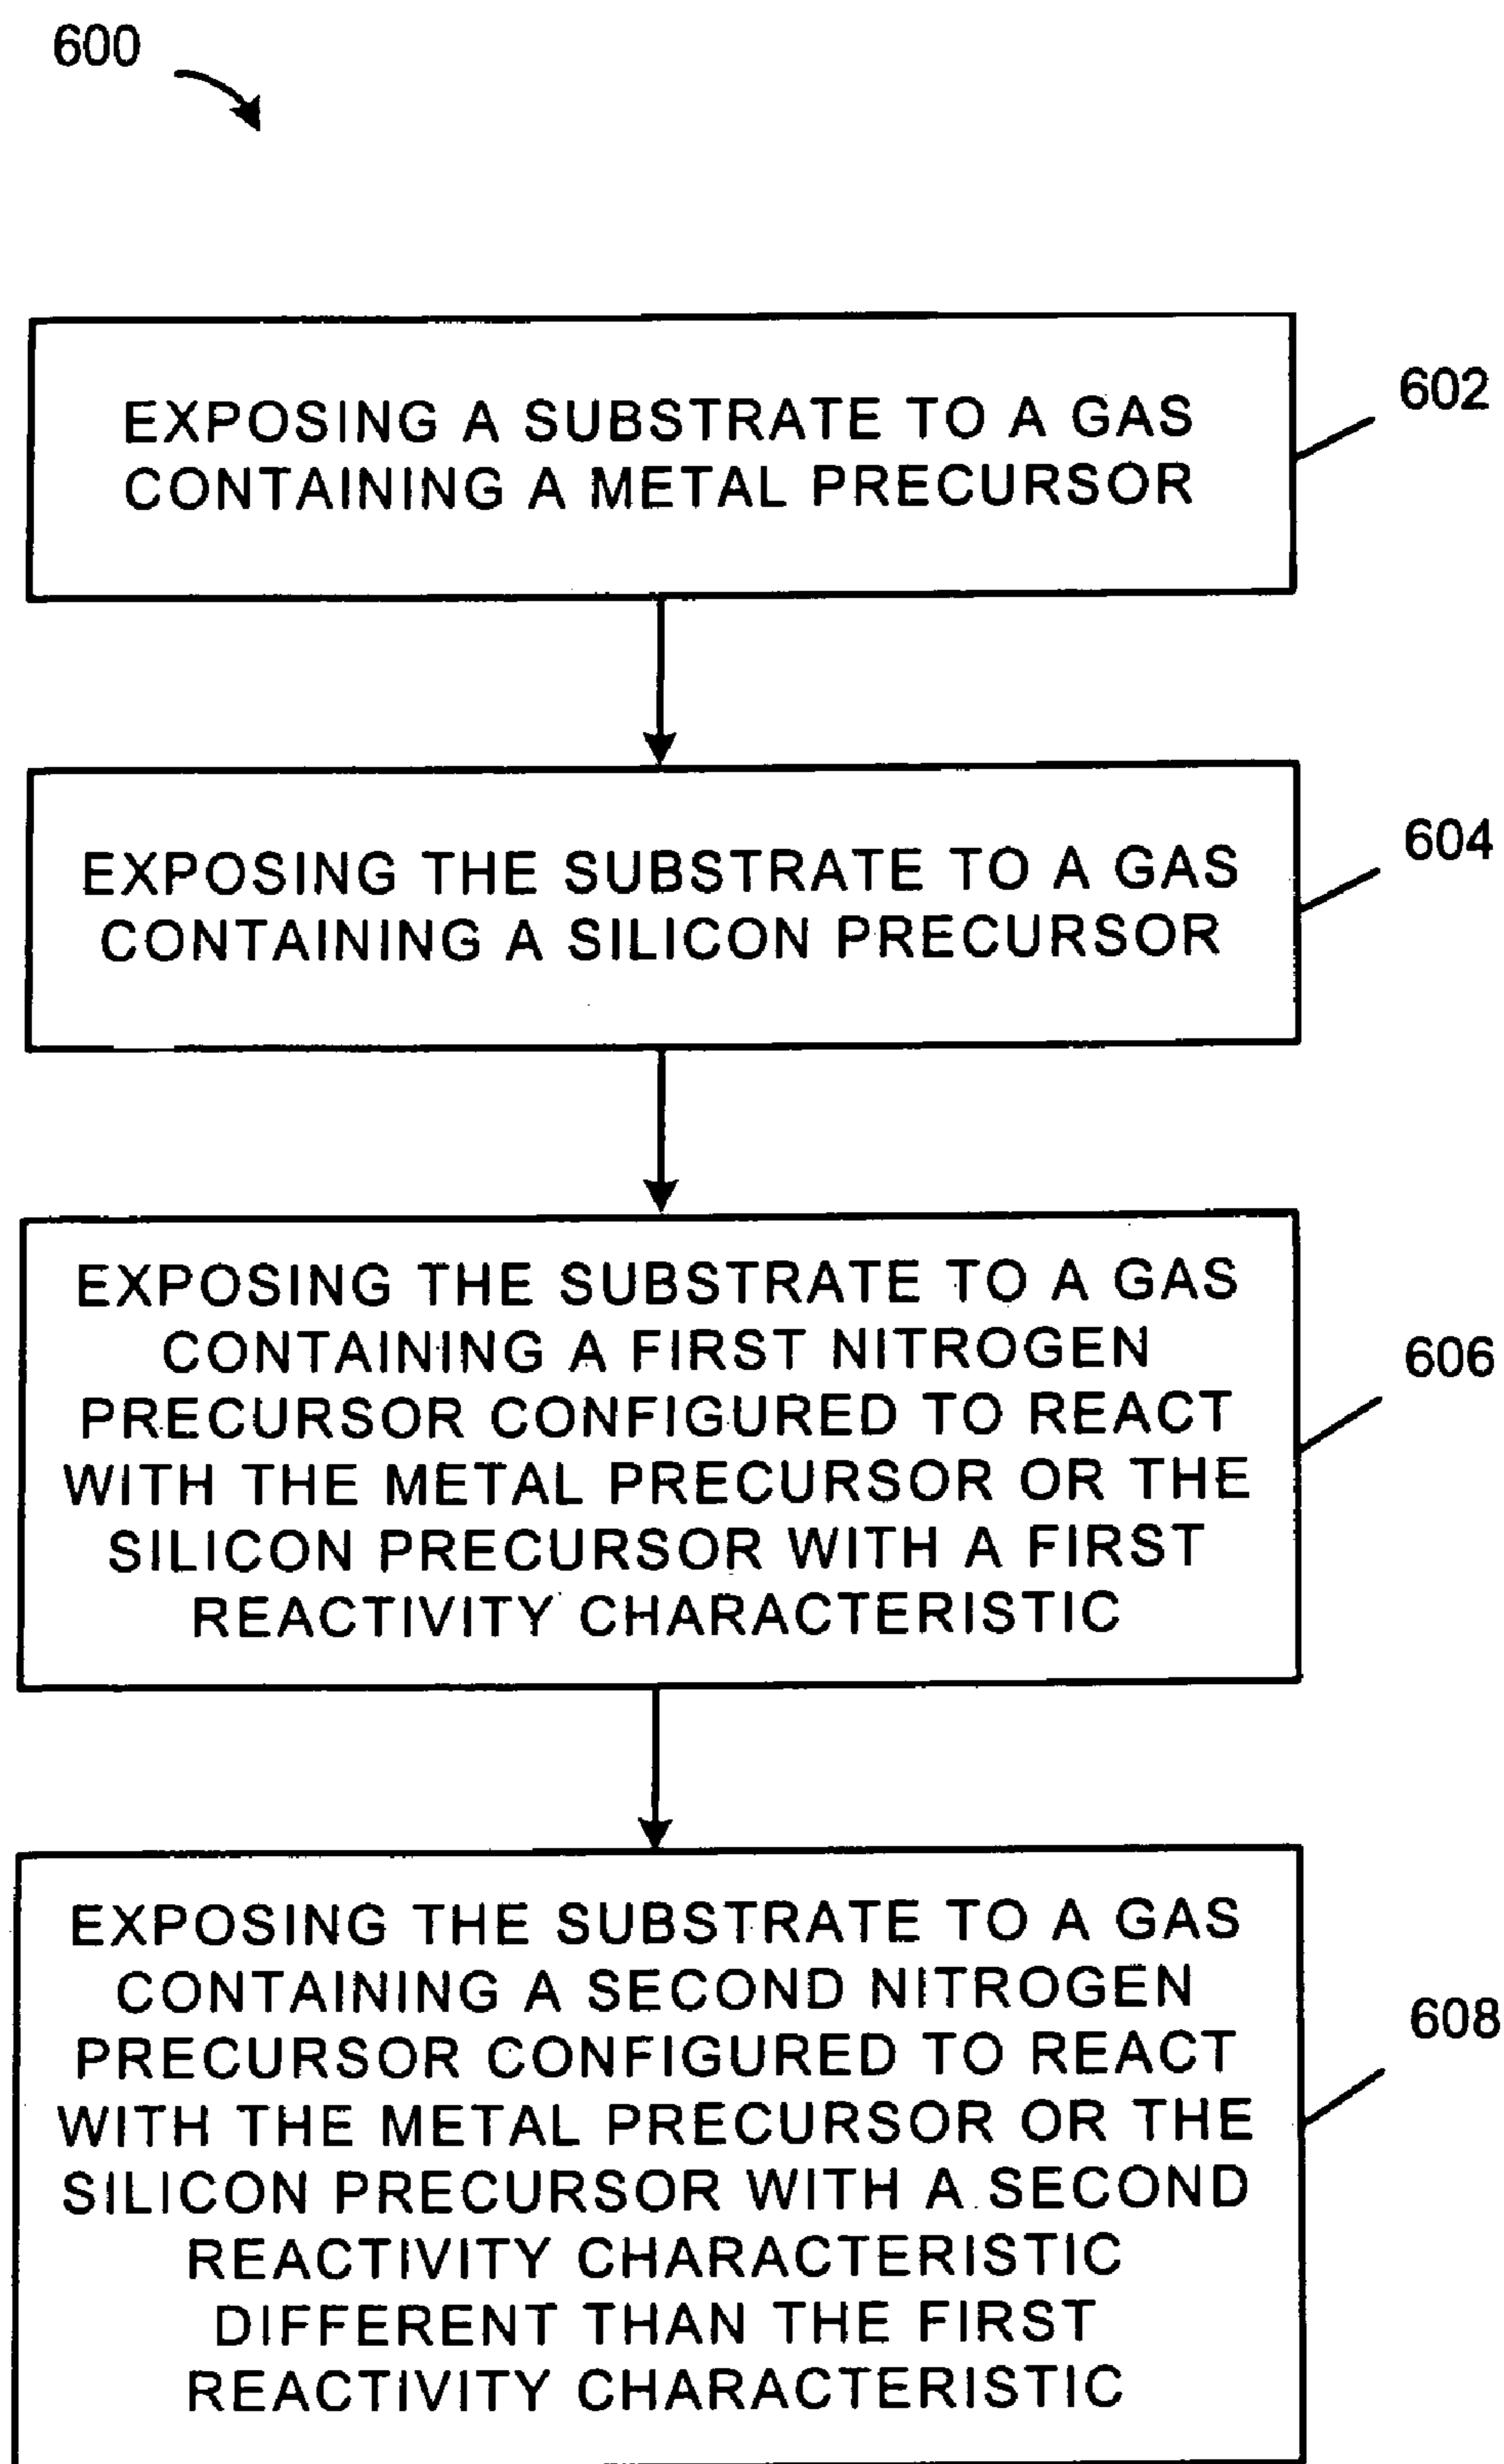 600
EXPOSING A SUBSTRATE TO A GAS
CONTAINING A METAL PRECURSOR
602
EXPOSING THE SUBSTRATE TO A GAS
CONTAINING A SILICON PRECURSOR
604
EXPOSING THE SUBSTRATE TO A GAS
CONTAINING A FIRST NITROGEN
PRECURSOR CONFIGURED TO REACT
WITH THE METAL PRECURSOR OR THE
SILICON PRECURSOR WITH A FIRST
REACTIVITY CHARACTERISTIC
606
EXPOSING THE SUBSTRATE TO A GAS
CONTAINING A SECOND NITROGEN
PRECURSOR CONFIGURED TO REACT
WITH THE METAL PRECURSOR OR THE
SILICON PRECURSOR WITH A SECOND
REACTIVITY CHARACTERISTIC
DIFFERENT THAN THE FIRST
REACTIVITY CHARACTERISTIC
608